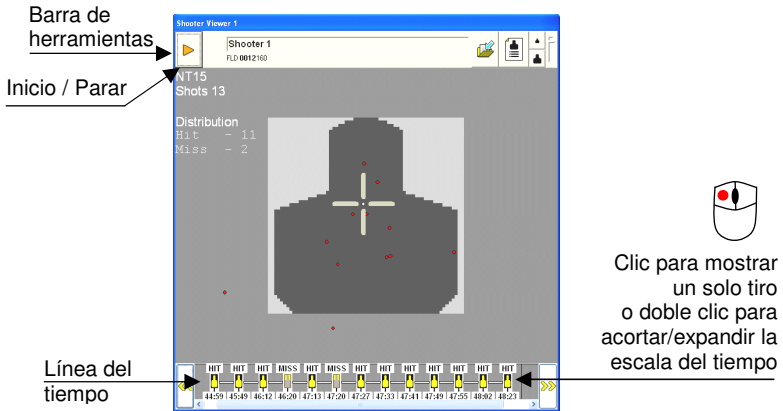 Barra de
herramientas
Inicio / Parar
Shooter Viewer 1
Shooter 1
FLD 0012160
NT15
Shots 13
Distribution
Hit - 11
Miss - 2
Clic para mostrar
un solo tiro
o doble clic para
acortar/expandir la
escala del tiempo
Línea del
tiempo
HIT HIT HIT MISS HIT MISS HIT HIT HIT HIT HIT HIT HIT
44:59 45:49 46:12 46:20 47:13 47:20 47:27 47:33 47:41 47:49 47:55 48:02 48:23